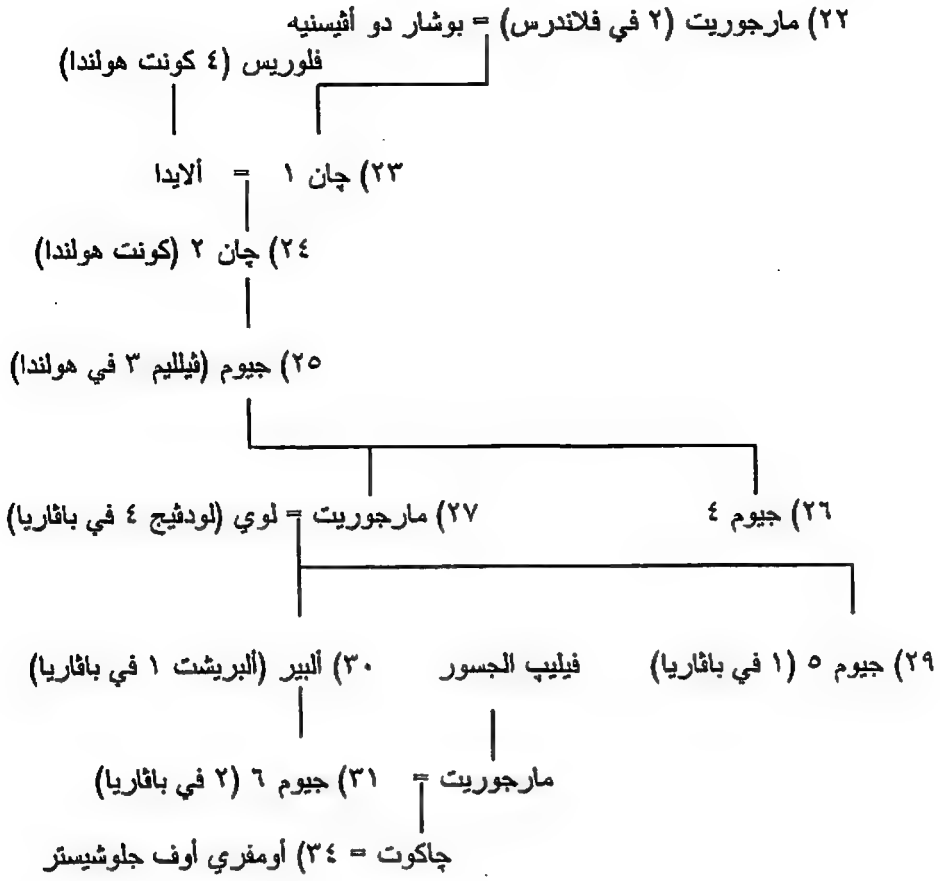 ٢٢) مارجوريت (٢ في فلاندرس) = بوشار دو أڤيسنيه
فلوريس (٤ كونت هولندا)
٢٣) چان ١ = ألايدا
٢٤) چان ٢ (كونت هولندا)
٢٥) جيوم (ڤيلليم ٣ في هولندا)
٢٦) جيوم ٤ ٢٧) مارجوريت = لوي (لودڤيج ٤ في باڤاريا)
٢٩) جيوم ٥ (١ في باڤاريا) فيليپ الجسور ٣٠) ألبير (ألبريشت ١ في باڤاريا)
مارجوريت = ٣١) جيوم ٦ (٢ في باڤاريا)
چاكوت = ٣٤) أومفري أوف جلوشيستر